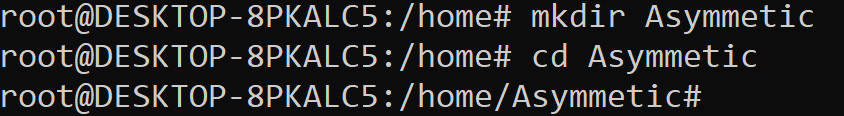 root@DESKTOP-8PKALC5:/home# mkdir Asymmetic
root@DESKTOP-8PKALC5:/home# cd Asymmetic
root@DESKTOP-8PKALC5:/home/Asymmetic#